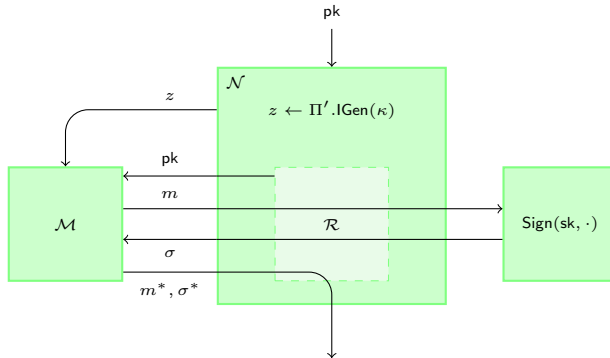 pk
𝒩
z ← Π′.IGen(κ)
z
pk
m
ℳ
ℛ
Sign(sk, ·)
σ
m*, σ*